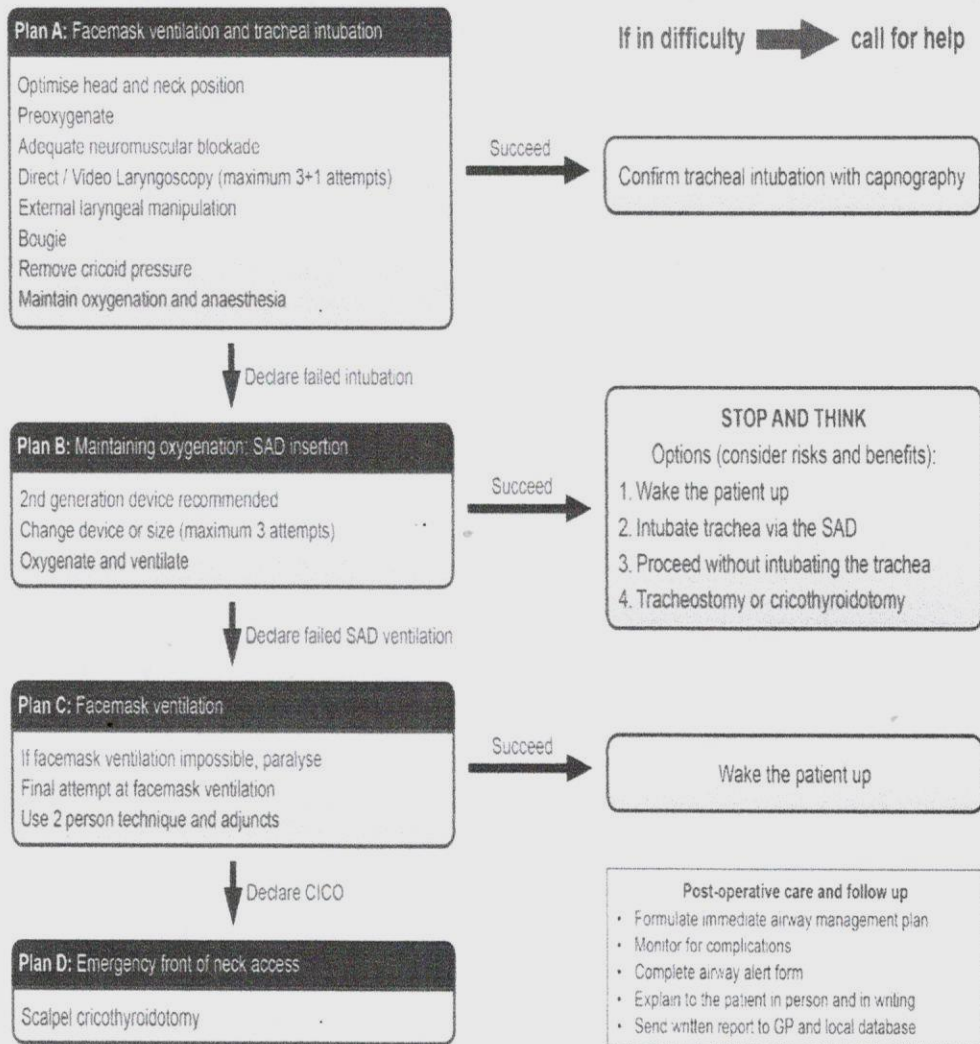 Plan A: Facemask ventilation and tracheal intubation
Optimise head and neck position
Preoxygenate
Adequate neuromuscular blockade
Direct / Video Laryngoscopy (maximum 3+1 attempts)
External laryngeal manipulation
Bougie
Remove cricoid pressure
Maintain oxygenation and anaesthesia
If in difficulty call for help
Succeed
Confirm tracheal intubation with capnography
Declare failed intubation
Plan B: Maintaining oxygenation: SAD insertion
2nd generation device recommended
Change device or size (maximum 3 attempts)
Oxygenate and ventilate
Succeed
STOP AND THINK
Options (consider risks and benefits):
1. Wake the patient up
2. Intubate trachea via the SAD
3. Proceed without intubating the trachea
4. Tracheostomy or cricothyroidotomy
Declare failed SAD ventilation
Plan C: Facemask ventilation
If facemask ventilation impossible, paralyse
Final attempt at facemask ventilation
Use 2 person technique and adjuncts
Succeed
Wake the patient up
Declare CICO
Plan D: Emergency front of neck access
Scalpel cricothyroidotomy
Post-operative care and follow up
• Formulate immediate airway management plan
• Monitor for complications
• Complete airway alert form
• Explain to the patient in person and in writing
• Send written report to GP and local database